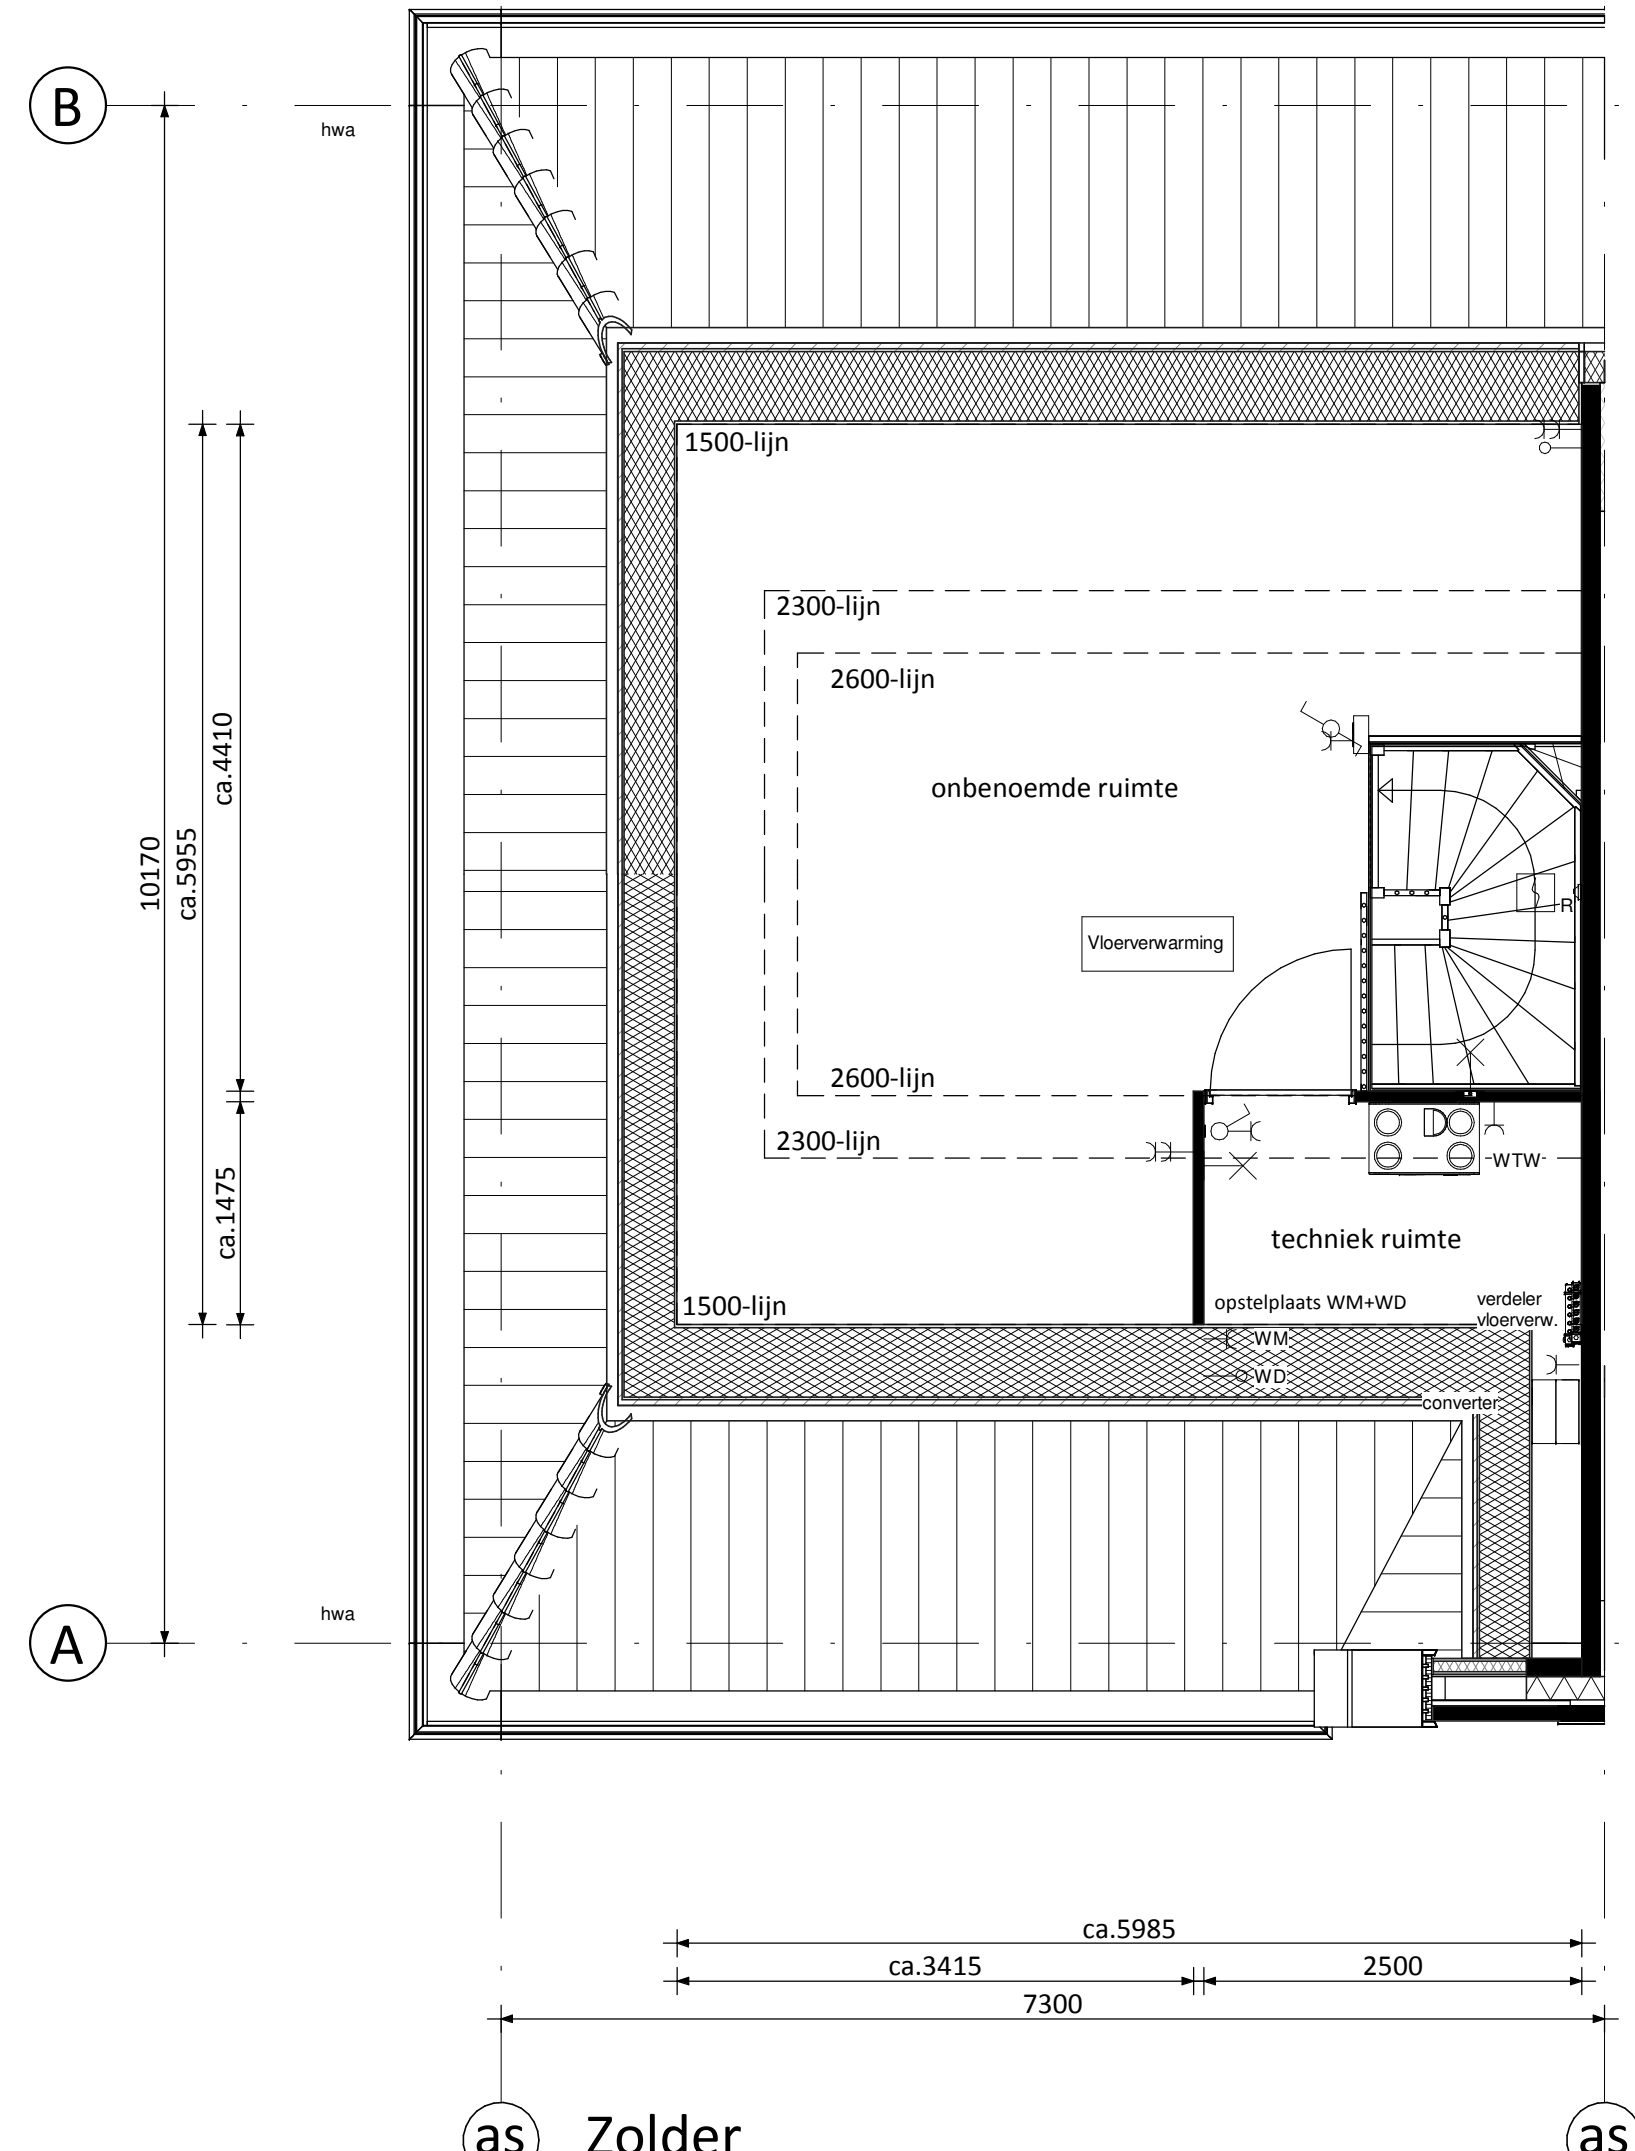 B
hwa
1500-lijn
2300-lijn
2600-lijn
ca.4410
onbenoemde ruimte
10170
ca.5955
R
Vloerverwarming
2600-lijn
2300-lijn
WTW
ca.1475
techniek ruimte
1500-lijn
opstelplaats WM+WD
verdeler
vloerverw.
WM
WD
converter
hwa
A
ca.5985
ca.3415
2500
7300
as
Zolder
as